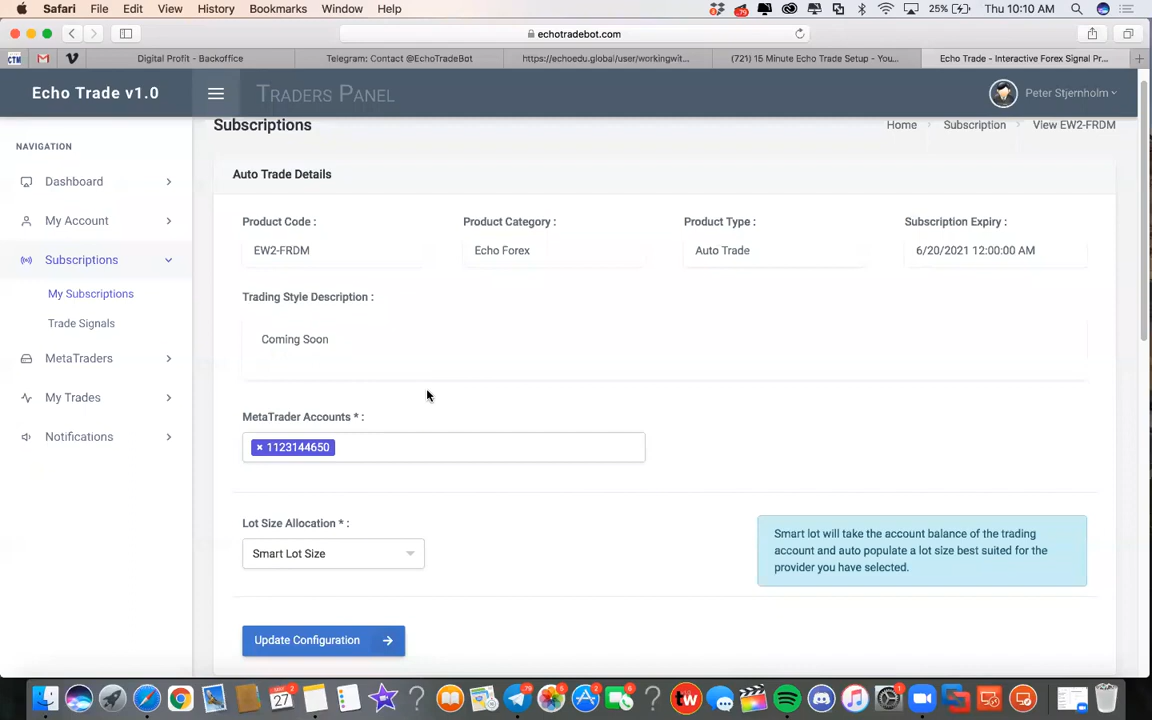 Safari File Edit View History Bookmarks Window Help 25% Thu 10:10 AM
echotradebot.com
CTM Digital Profit - Backoffice Telegram: Contact @EchoTradeBot https://echoedu.global/user/workingwit... (721) 15 Minute Echo Trade Setup - You... Echo Trade - Interactive Forex Signal Pr...
Echo Trade v1.0 TRADERS PANEL Peter Stjernholm
Subscriptions Home Subscription View EW2-FRDM
NAVIGATION
Dashboard
My Account
Subscriptions
My Subscriptions
Trade Signals
MetaTraders
My Trades
Notifications
Auto Trade Details
Product Code : Product Category : Product Type : Subscription Expiry :
EW2-FRDM Echo Forex Auto Trade 6/20/2021 12:00:00 AM
Trading Style Description :
Coming Soon
MetaTrader Accounts * :
× 1123144650
Lot Size Allocation * :
Smart Lot Size
Smart lot will take the account balance of the trading
account and auto populate a lot size best suited for the
provider you have selected.
Update Configuration
27
tw